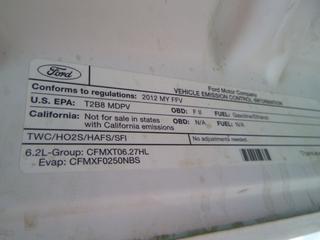 Ford
Ford Motor Company
VEHICLE EMISSION CONTROL INFORMATION
Conforms to regulations: 2012 MY FFV
U.S. EPA: T2B8 MDPV OBD: F II FUEL: Gasoline/Ethanol
California: Not for sale in states with California emissions OBD: N/A FUEL: N/A
TWC/HO2S/HAFS/SFI
No adjustments needed.
6.2L-Group: CFMXT06.27HL
Evap: CFMXF0250NBS